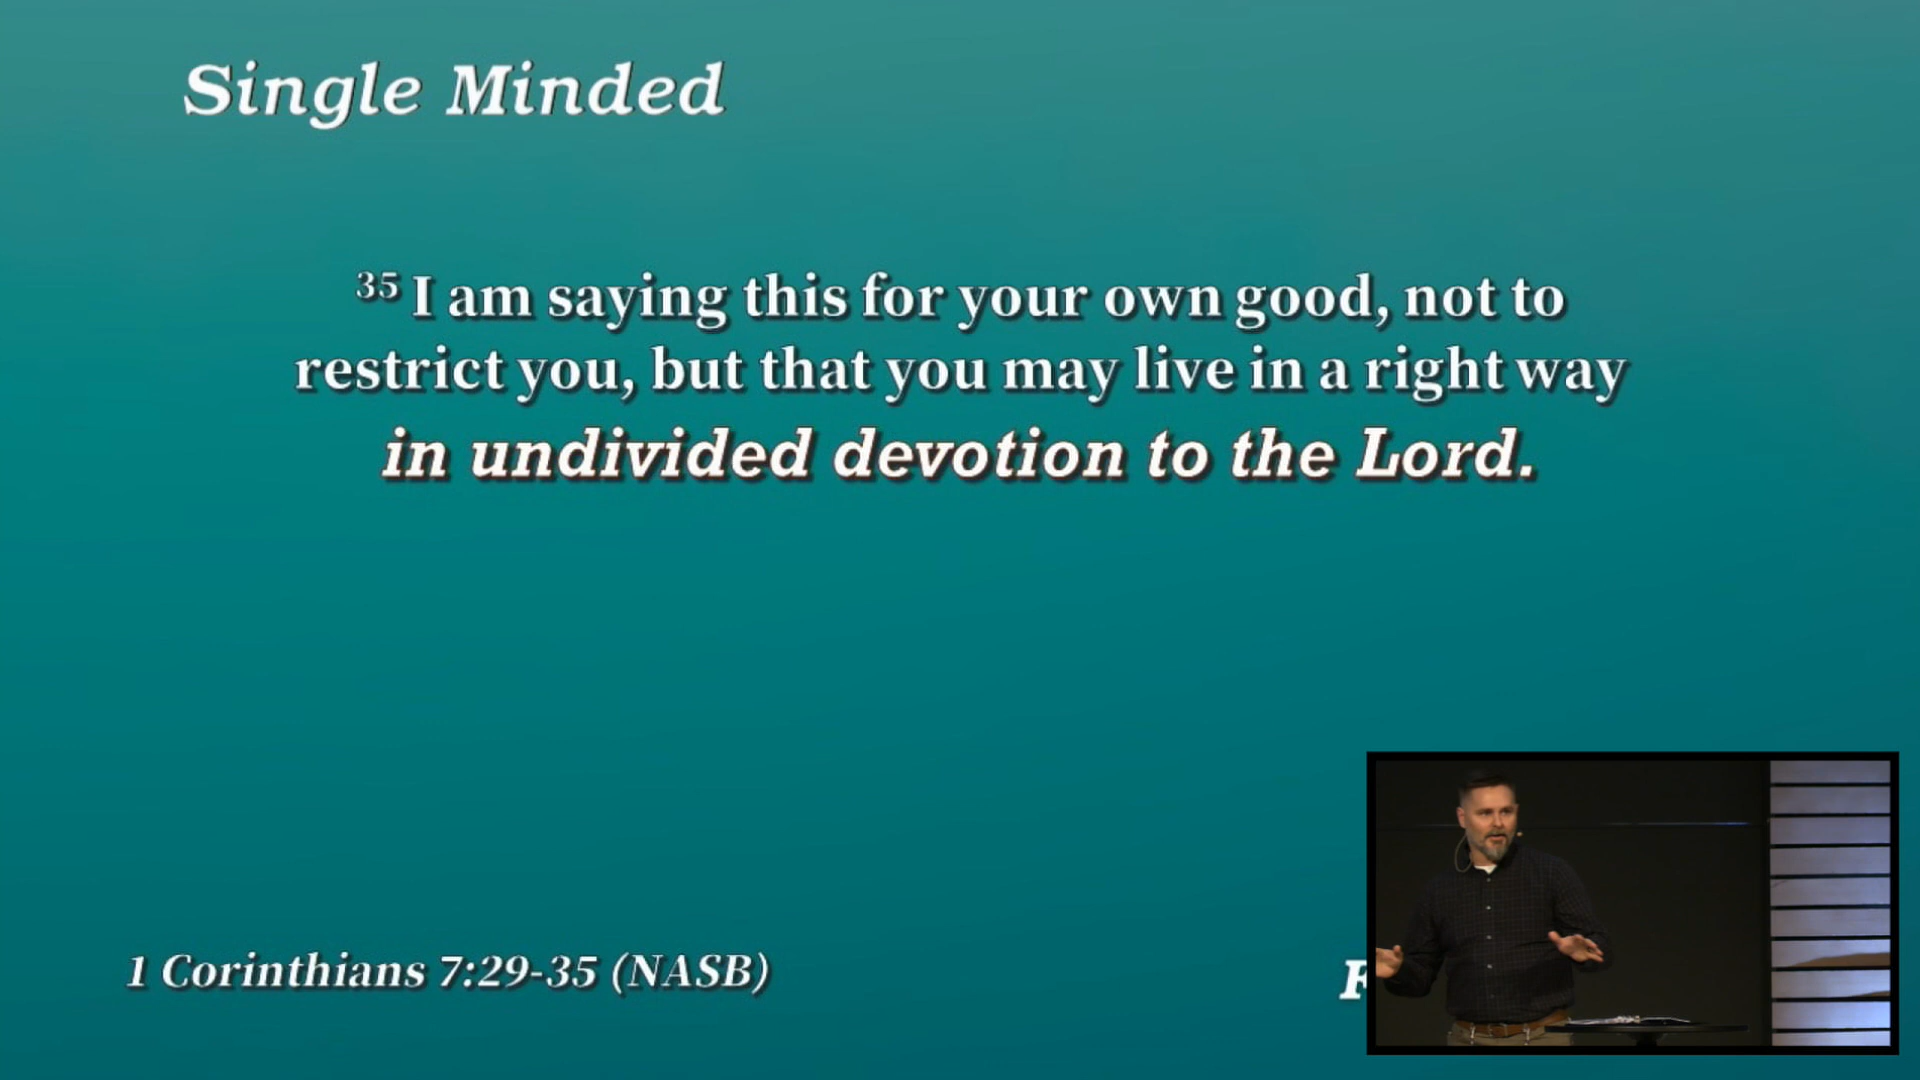 Single Minded
35 I am saying this for your own good, not to
restrict you, but that you may live in a right way
in undivided devotion to the Lord.
1 Corinthians 7:29-35 (NASB)